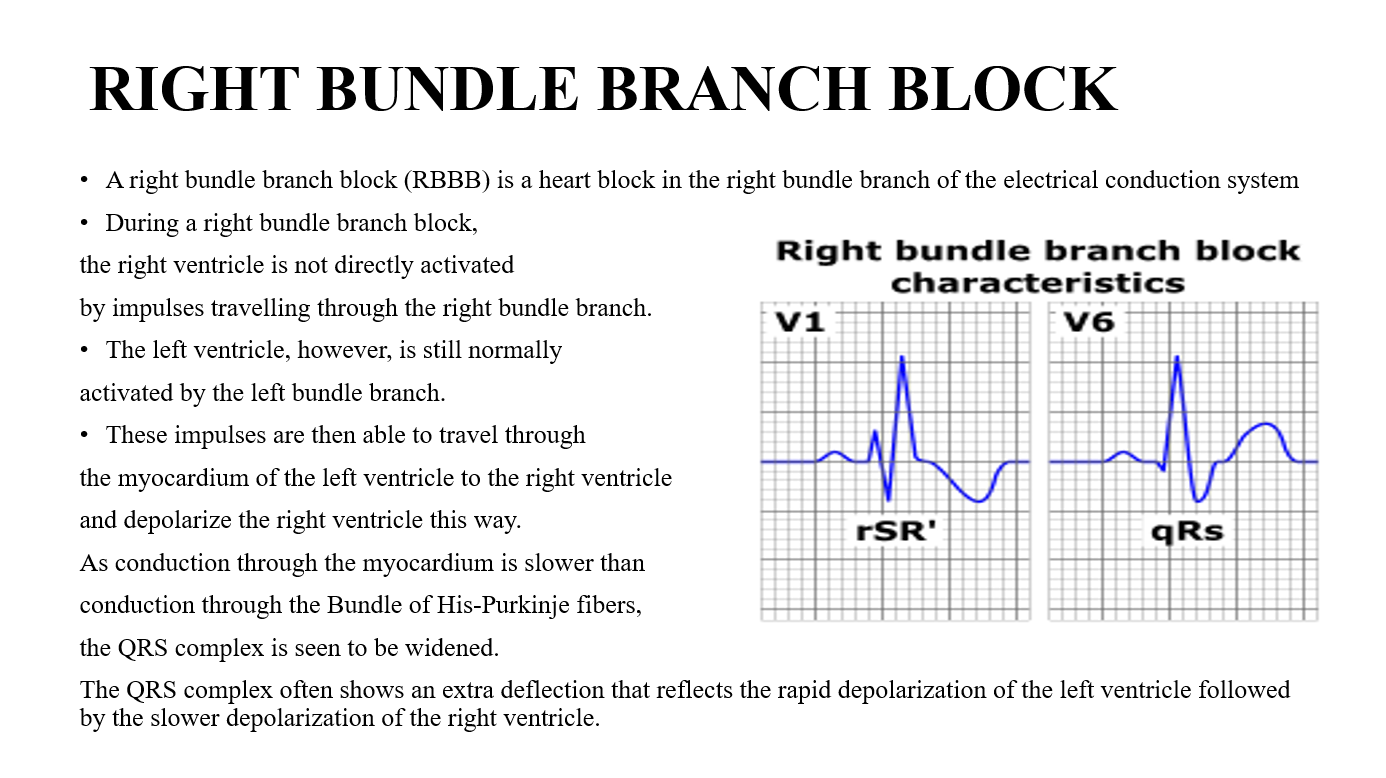 RIGHT BUNDLE BRANCH BLOCK
• A right bundle branch block (RBBB) is a heart block in the right bundle branch of the electrical conduction system
• During a right bundle branch block,
the right ventricle is not directly activated
by impulses travelling through the right bundle branch.
• The left ventricle, however, is still normally
activated by the left bundle branch.
• These impulses are then able to travel through
the myocardium of the left ventricle to the right ventricle
and depolarize the right ventricle this way.
As conduction through the myocardium is slower than
conduction through the Bundle of His-Purkinje fibers,
the QRS complex is seen to be widened.
The QRS complex often shows an extra deflection that reflects the rapid depolarization of the left ventricle followed
by the slower depolarization of the right ventricle.
Right bundle branch block
characteristics
V1
V6
rSR'
qRs